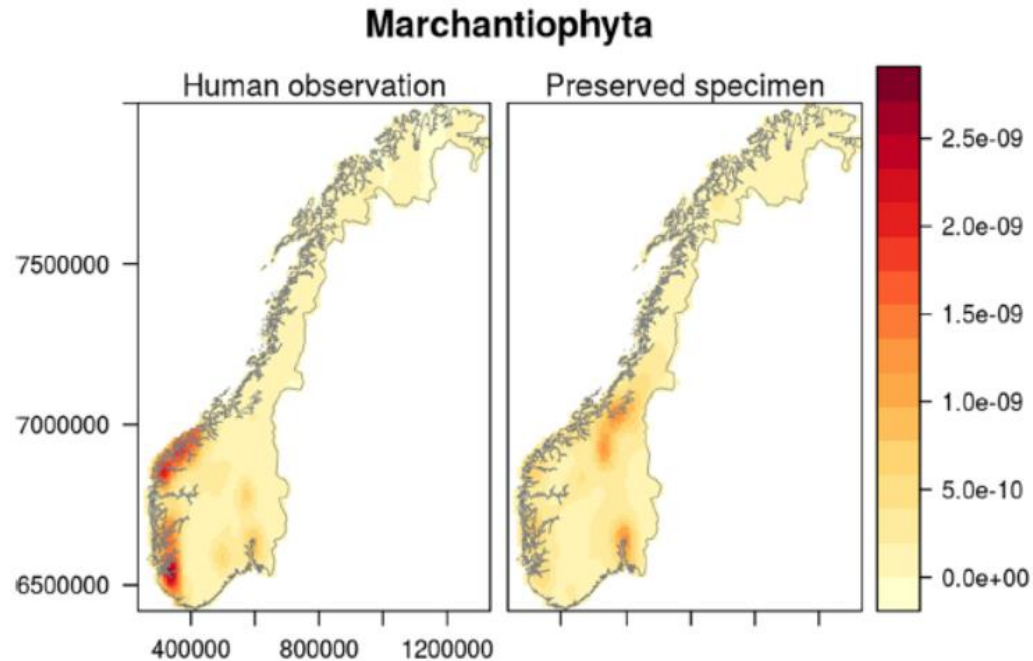 Marchantiophyta
Human observation
Preserved specimen
7500000
7000000
6500000
400000
800000
1200000
2.5e-09
2.0e-09
1.5e-09
1.0e-09
5.0e-10
0.0e+00